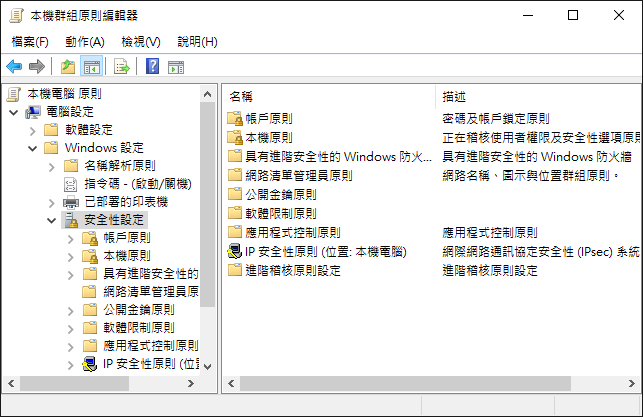 本機群組原則編輯器
檔案(F) 動作(A) 檢視(V) 說明(H)
本機電腦 原則
電腦設定
軟體設定
Windows 設定
名稱解析原則
指令碼 - (啟動/關機)
已部署的印表機
安全性設定
帳戶原則
本機原則
具有進階安全性的
網路清單管理員原
公開金鑰原則
軟體限制原則
應用程式控制原則
IP 安全性原則 (位置
名稱 描述
帳戶原則 密碼及帳戶鎖定原則
本機原則 正在稽核使用者權限及安全性選項原則
具有進階安全性的 Windows 防火... 具有進階安全性的 Windows 防火牆
網路清單管理員原則 網路名稱、圖示與位置群組原則。
公開金鑰原則
軟體限制原則
應用程式控制原則 應用程式控制原則
IP 安全性原則 (位置: 本機電腦) 網際網路通訊協定安全性 (IPsec) 系統
進階稽核原則設定 進階稽核原則設定